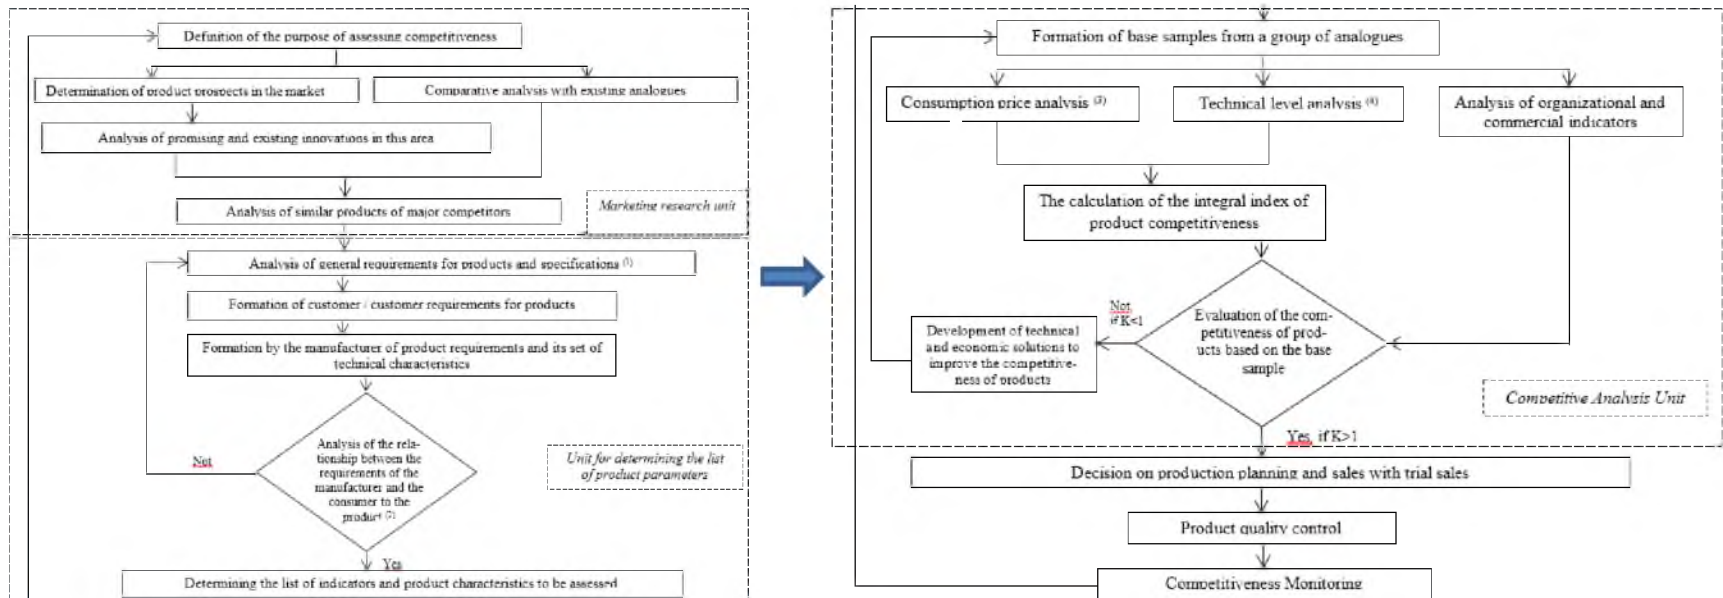 Definition of the purpose of assessing competitiveness
Determination of product prospects in the market
Comparative analysis with existing analogues
Analysis of promising and existing innovations in this area
Analysis of similar products of major competitors
Marketing research unit
Analysis of general requirements for products and specifications (1)
Formation of customer / customer requirements for products
Formation by the manufacturer of product requirements and its set of
technical characteristics
Analysis of the rela-
tionship between the
requirements of the
manufacturer and the
consumer to the
product (2)
Not
Unit for determining the list
of product parameters
Yes
Determining the list of indicators and product characteristics to be assessed
Formation of base samples from a group of analogues
Consumption price analysis (3)
Technical level analysis (4)
Analysis of organizational and
commercial indicators
The calculation of the integral index of
product competitiveness
Not,
if K<1
Evaluation of the com-
petitiveness of prod-
ucts based on the base
sample
Development of technical
and economic solutions to
improve the competitive-
ness of products
Competitive Analysis Unit
Yes, if K>1
Decision on production planning and sales with trial sales
Product quality control
Competitiveness Monitoring